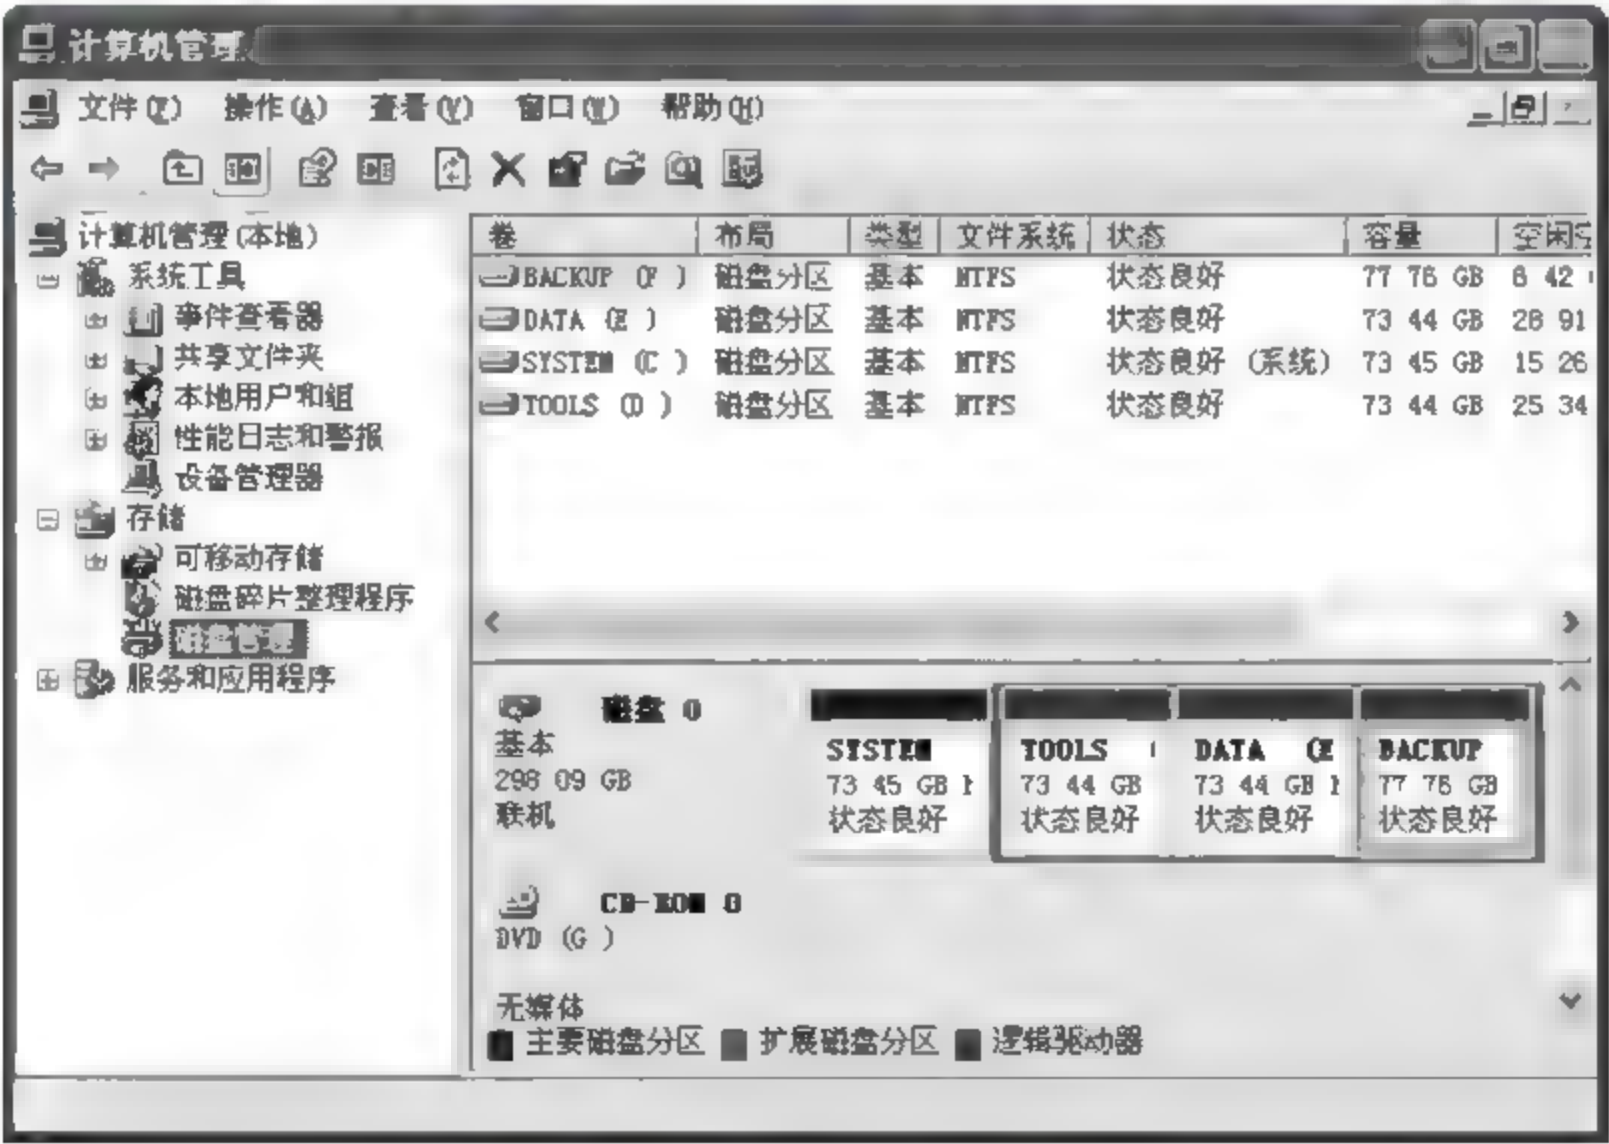 计算机管理
文件(F) 操作(A) 查看(V) 窗口(W) 帮助(H)
计算机管理(本地)
系统工具
事件查看器
共享文件夹
本地用户和组
性能日志和警报
设备管理器
存储
可移动存储
磁盘碎片整理程序
磁盘管理
服务和应用程序
卷 布局 类型 文件系统 状态 容量 空闲空
BACKUP (F ) 磁盘分区 基本 NTFS 状态良好 77 76 GB 6 42
DATA (E ) 磁盘分区 基本 NTFS 状态良好 73 44 GB 28 91
SYSTEM (C ) 磁盘分区 基本 NTFS 状态良好 (系统) 73 45 GB 15 26
TOOLS (D ) 磁盘分区 基本 NTFS 状态良好 73 44 GB 25 34
磁盘 0
基本
298 09 GB
联机
SYSTEM
73 45 GB N
状态良好
TOOLS (
73 44 GB
状态良好
DATA (E
73 44 GB N
状态良好
BACKUP
77 76 GB
状态良好
CD-ROM 0
DVD (G )
无媒体
主要磁盘分区 扩展磁盘分区 逻辑驱动器